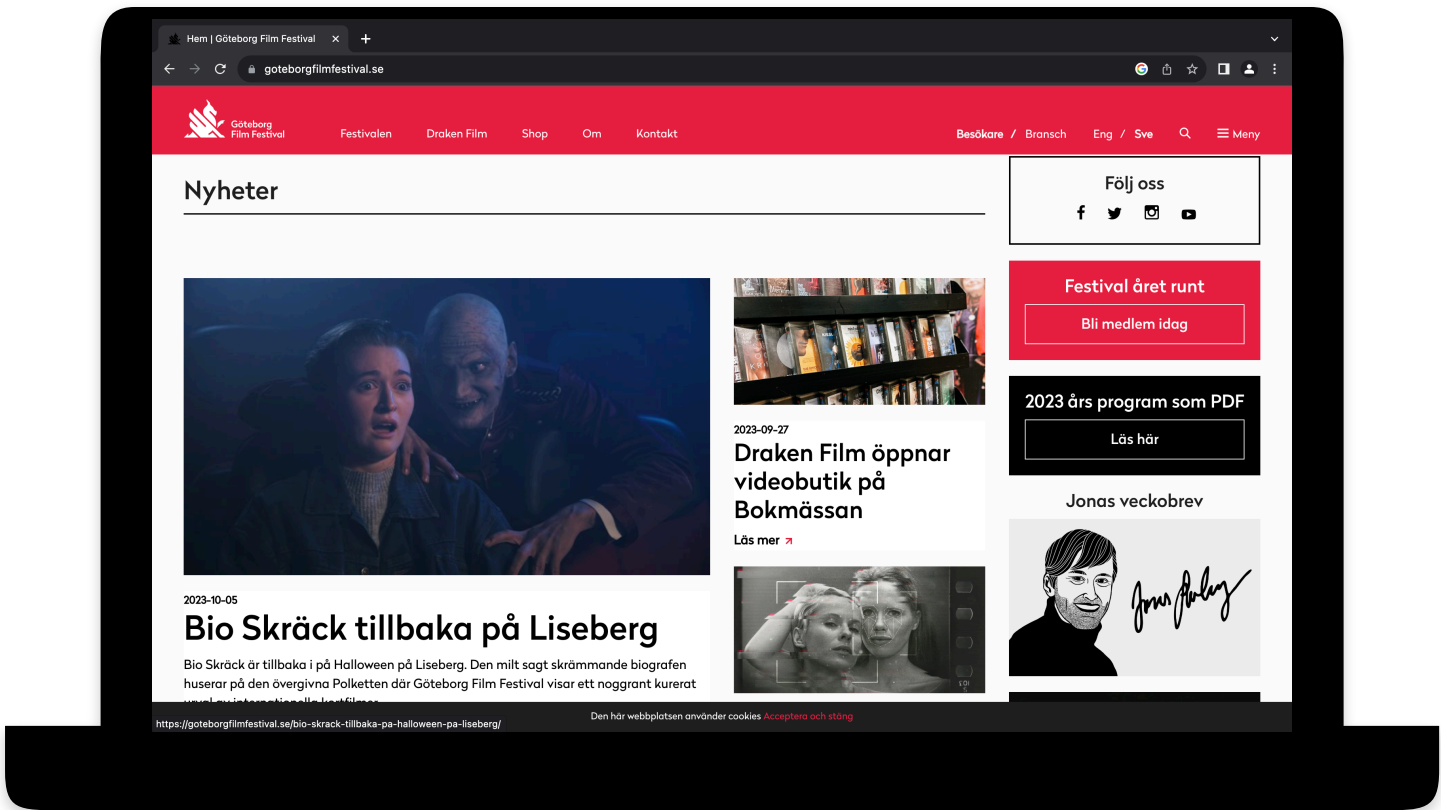 Hem | Göteborg Film Festival
goteborgfilmfestival.se
Göteborg
Film Festival
Festivalen
Draken Film
Shop
Om
Kontakt
Besökare / Bransch
Eng / Sve
Meny
Nyheter
2023-10-05
Bio Skräck tillbaka på Liseberg
Bio Skräck är tillbaka i på Halloween på Liseberg. Den milt sagt skrämmande biografen
huserar på den övergivna Polketten där Göteborg Film Festival visar ett noggrant kurerat
urval av internationella kortfilmer
2023-09-27
Draken Film öppnar
videobutik på
Bokmässan
Läs mer
Följ oss
Festival året runt
Bli medlem idag
2023 års program som PDF
Läs här
Jonas veckobrev
Den här webbplatsen använder cookies Acceptera och stäng
https://goteborgfilmfestival.se/bio-skrack-tillbaka-pa-halloween-pa-liseberg/